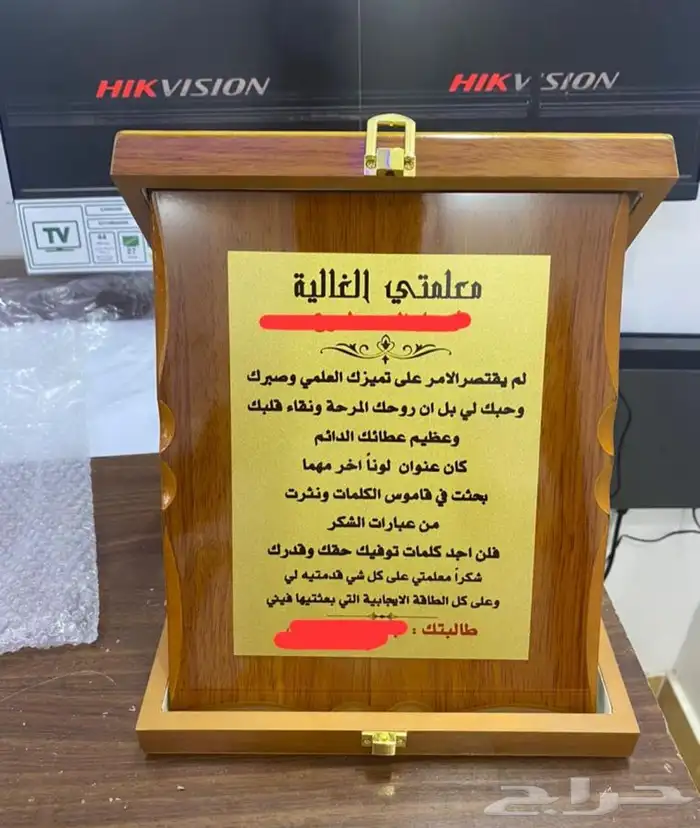 HIKVISION
HIKVISION
TV
معلمتي الغالية
لم يقتصر الامر على تميزك العلمي وصبرك
وحبك لي بل ان روحك المرحة ونقاء قلبك
وعظيم عطائك الدائم
كان عنوان لوناً اخر مهما
بحثت في قاموس الكلمات ونثرت
من عبارات الشكر
فلن اجد كلمات توفيك حقك وقدرك
شكراً معلمتي على كل شي قدمتيه لي
وعلى كل الطاقة الايجابية التي بعثتيها فيني
طالبتك :
حراج